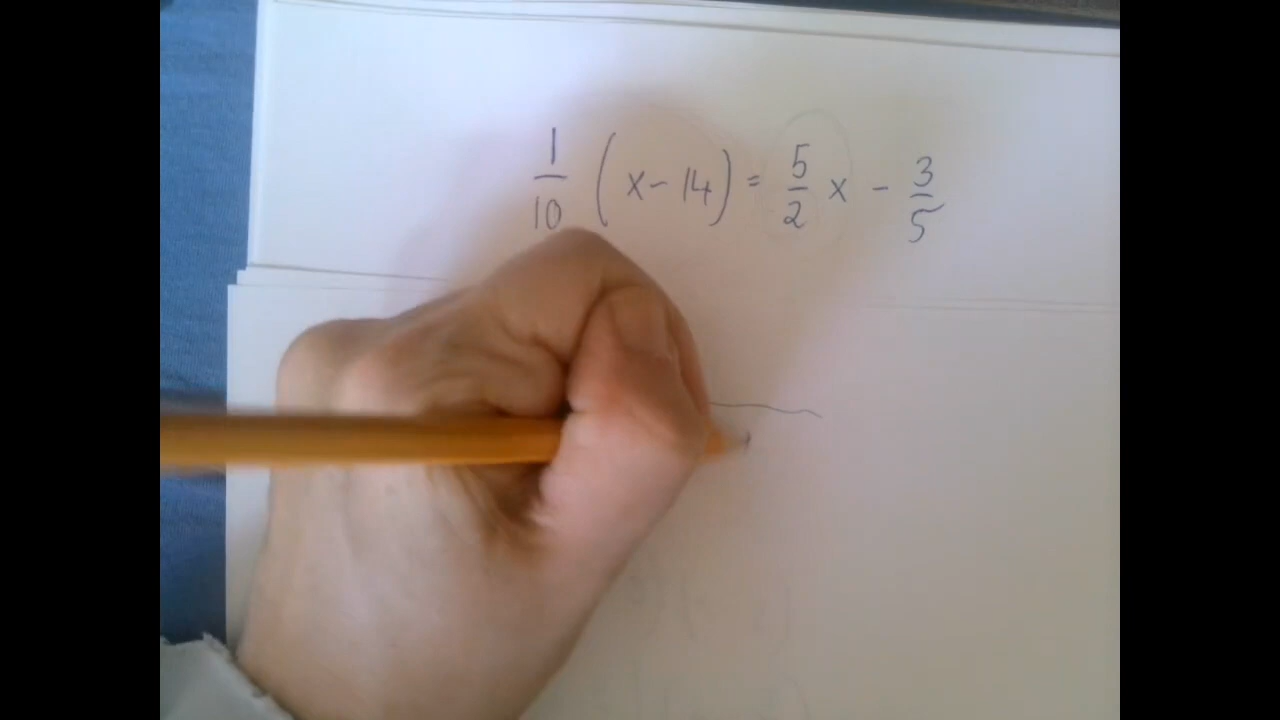 1/10 (x - 14) = 5/2 x - 3/5